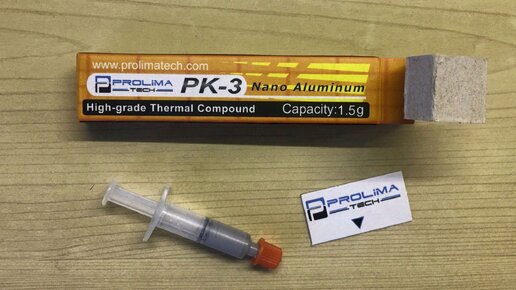 www.prolimatech.com
PROLIMA TECH PK-3 Nano Aluminum
High-grade Thermal Compound Capacity:1.5g
PROLIMA
TECH